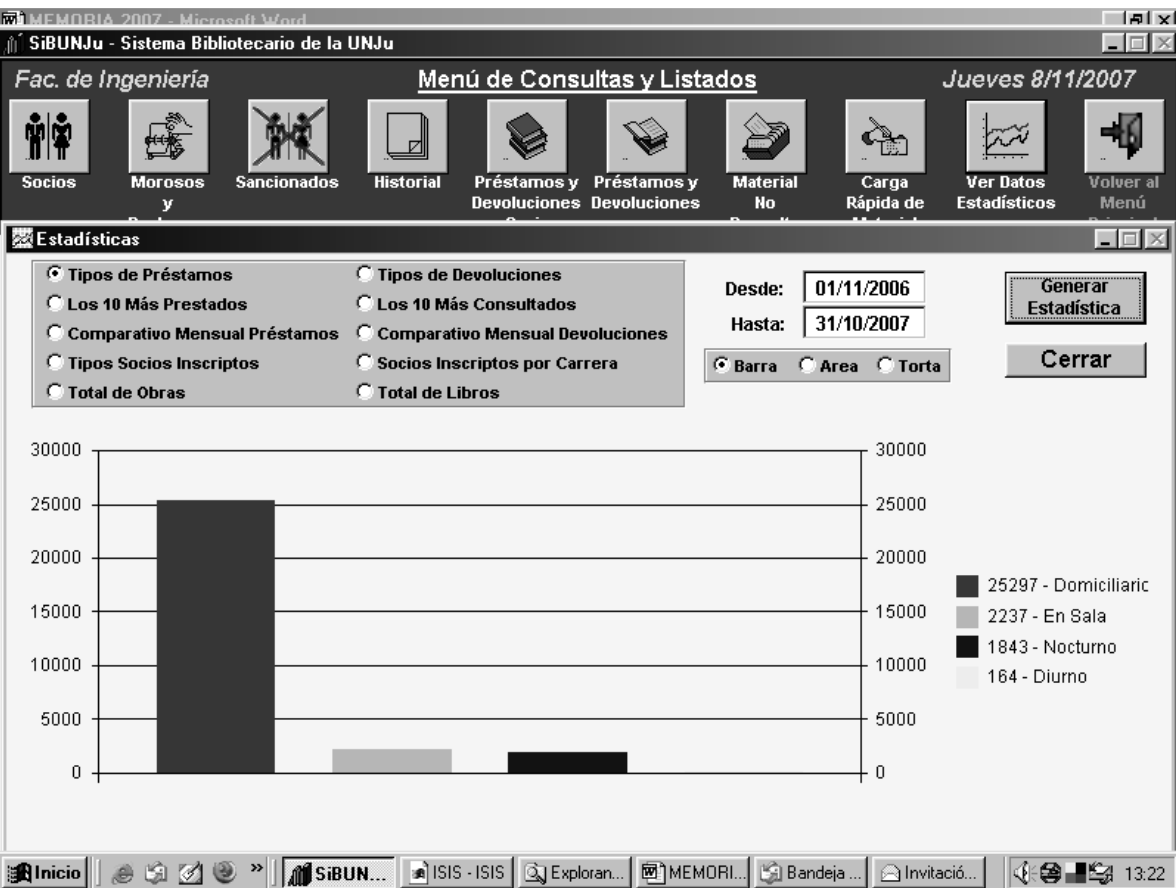 MEMORIA 2007 - Microsoft Word
SiBUNJu - Sistema Bibliotecario de la UNJu
Fac. de Ingeniería Menú de Consultas y Listados Jueves 8/11/2007
Socios
Morosos
y
Sancionados
Historial
Préstamos y
Devoluciones
Préstamos y
Devoluciones
Material
No
Carga
Rápida de
Ver Datos
Estadísticos
Volver al
Menú
Estadísticas
Tipos de Préstamos Tipos de Devoluciones
Los 10 Más Prestados Los 10 Más Consultados
Comparativo Mensual Préstamos Comparativo Mensual Devoluciones
Tipos Socios Inscriptos Socios Inscriptos por Carrera
Total de Obras Total de Libros
Desde: 01/11/2006
Hasta: 31/10/2007
Barra Area Torta
Generar
Estadística
Cerrar
30000 30000
25000 25000
20000 20000
15000 15000
10000 10000
5000 5000
0 0
25297 - Domiciliaric
2237 - En Sala
1843 - Nocturno
164 - Diurno
Inicio » SiBUN... ISIS - ISIS Exploran... MEMORI... Bandeja ... Invitació... 13:22